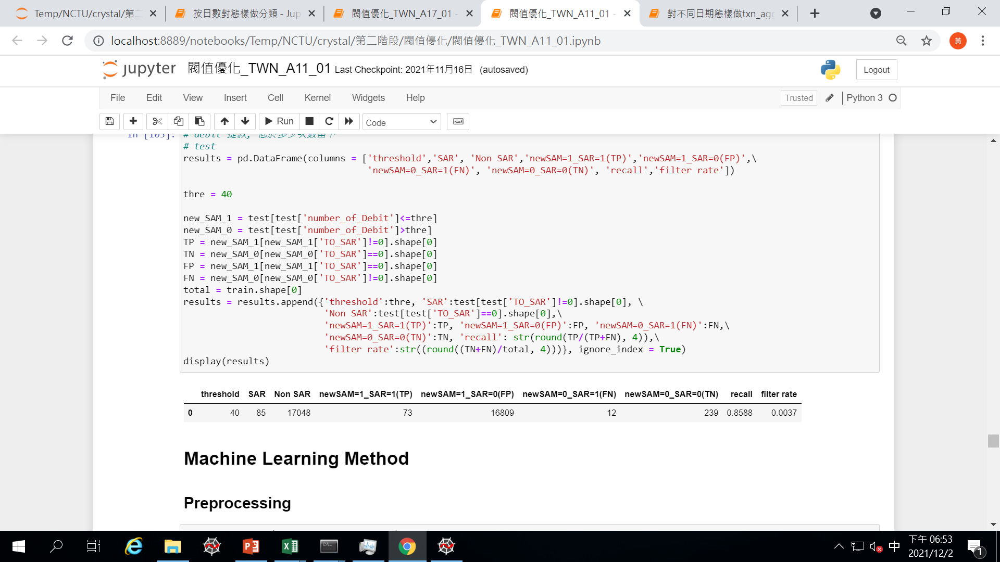 Temp/NCTU/crystal/第二
按日數對態樣做分類 - Jup
閥值優化_TWN_A17_01 -
閥值優化_TWN_A11_01 -
對不同日期態樣做txn_agg
localhost:8889/notebooks/Temp/NCTU/crystal/第二階段/閥值優化/閥值優化_TWN_A11_01.ipynb
黃
jupyter 閥值優化_TWN_A11_01 Last Checkpoint: 2021年11月16日 (autosaved)
Logout
File Edit View Insert Cell Kernel Widgets Help
Trusted Python 3
Run Code
In [103]: # debit 提款, 低於多少次數留下
# test
results = pd.DataFrame(columns = ['threshold','SAR', 'Non SAR','newSAM=1_SAR=1(TP)','newSAM=1_SAR=0(FP)',\
'newSAM=0_SAR=1(FN)', 'newSAM=0_SAR=0(TN)', 'recall','filter rate'])
thre = 40
new_SAM_1 = test[test['number_of_Debit']<=thre]
new_SAM_0 = test[test['number_of_Debit']>thre]
TP = new_SAM_1[new_SAM_1['TO_SAR']!=0].shape[0]
TN = new_SAM_0[new_SAM_0['TO_SAR']==0].shape[0]
FP = new_SAM_1[new_SAM_1['TO_SAR']==0].shape[0]
FN = new_SAM_0[new_SAM_0['TO_SAR']!=0].shape[0]
total = train.shape[0]
results = results.append({'threshold':thre, 'SAR':test[test['TO_SAR']!=0].shape[0], \
'Non SAR':test[test['TO_SAR']==0].shape[0],\
'newSAM=1_SAR=1(TP)':TP, 'newSAM=1_SAR=0(FP)':FP, 'newSAM=0_SAR=1(FN)':FN,\
'newSAM=0_SAR=0(TN)':TN, 'recall': str(round(TP/(TP+FN), 4)),\
'filter rate':str((round((TN+FN)/total, 4)))}, ignore_index = True)
display(results)
threshold SAR Non SAR newSAM=1_SAR=1(TP) newSAM=1_SAR=0(FP) newSAM=0_SAR=1(FN) newSAM=0_SAR=0(TN) recall filter rate
0 40 85 17048 73 16809 12 239 0.8588 0.0037
Machine Learning Method
Preprocessing
中
下午 06:53
2021/12/2
1